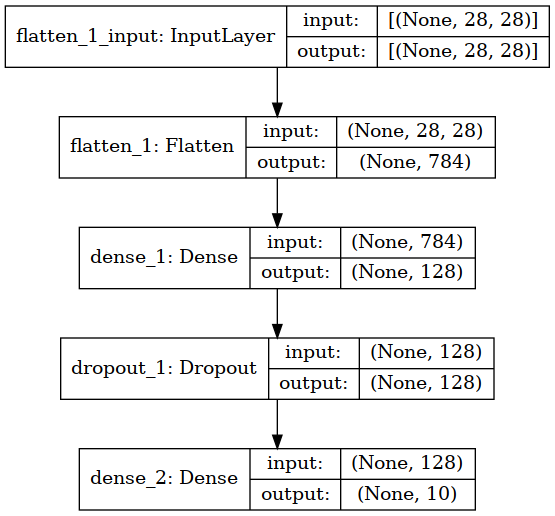 flatten_1_input: InputLayer
input: [(None, 28, 28)]
output: [(None, 28, 28)]
flatten_1: Flatten
input: (None, 28, 28)
output: (None, 784)
dense_1: Dense
input: (None, 784)
output: (None, 128)
dropout_1: Dropout
input: (None, 128)
output: (None, 128)
dense_2: Dense
input: (None, 128)
output: (None, 10)